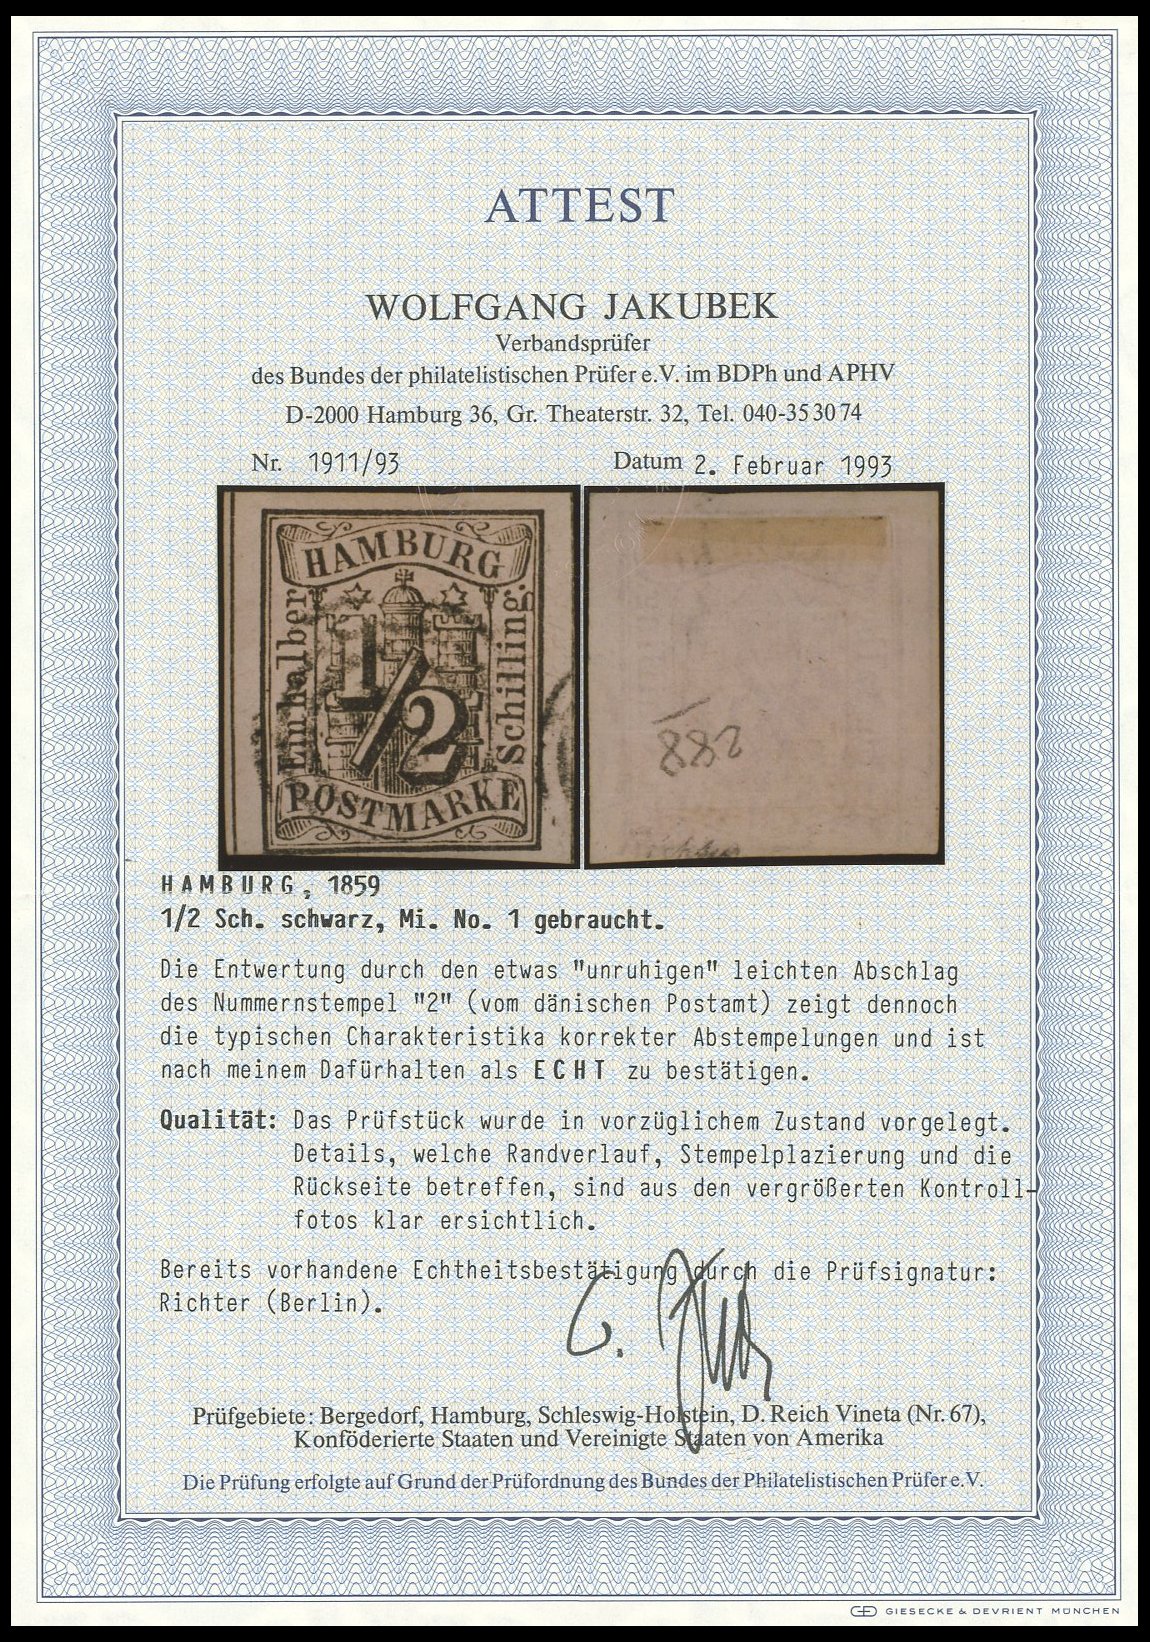 ATTEST
WOLFGANG JAKUBEK
Verbandsprüfer
des Bundes der philatelistischen Prüfer e.V. im BDPh und APHV
D-2000 Hamburg 36, Gr. Theaterstr. 32, Tel. 040-35 30 74
Nr. 1911/93 Datum 2. Februar 1993
HAMBURG
Ein halber
Schilling.
1/2
POSTMARKE
882
HAMBURG, 1859
1/2 Sch. schwarz, Mi. No. 1 gebraucht.
Die Entwertung durch den etwas "unruhigen" leichten Abschlag
des Nummernstempel "2" (vom dänischen Postamt) zeigt dennoch
die typischen Charakteristika korrekter Abstempelungen und ist
nach meinem Dafürhalten als ECHT zu bestätigen.
Qualität: Das Prüfstück wurde in vorzüglichem Zustand vorgelegt.
Details, welche Randverlauf, Stempelplazierung und die
Rückseite betreffen, sind aus den vergrößerten Kontroll-
fotos klar ersichtlich.
Bereits vorhandene Echtheitsbestätigung durch die Prüfsignatur:
Richter (Berlin).
Prüfgebiete: Bergedorf, Hamburg, Schleswig-Holstein, D. Reich Vineta (Nr. 67),
Konföderierte Staaten und Vereinigte Staaten von Amerika
Die Prüfung erfolgte auf Grund der Prüfordnung des Bundes der Philatelistischen Prüfer e.V.
GIESECKE & DEVRIENT MÜNCHEN